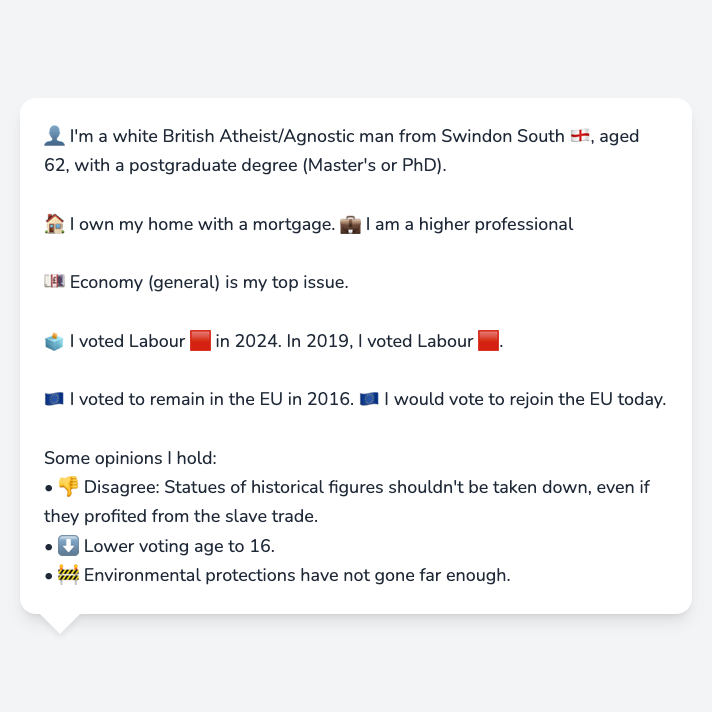 👤 I'm a white British Atheist/Agnostic man from Swindon South 🏴󠁧󠁢󠁥󠁮󠁧󠁿, aged
62, with a postgraduate degree (Master's or PhD).
🏠 I own my home with a mortgage. 💼 I am a higher professional
💷 Economy (general) is my top issue.
🗳️ I voted Labour 🟥 in 2024. In 2019, I voted Labour 🟥.
🇪🇺 I voted to remain in the EU in 2016. 🇪🇺 I would vote to rejoin the EU today.
Some opinions I hold:
• 👎 Disagree: Statues of historical figures shouldn't be taken down, even if
they profited from the slave trade.
• ⬇️ Lower voting age to 16.
• 🚧 Environmental protections have not gone far enough.